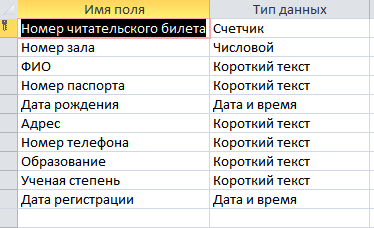 Имя поля Тип данных
Номер читательского билета Счетчик
Номер зала Числовой
ФИО Короткий текст
Номер паспорта Короткий текст
Дата рождения Дата и время
Адрес Короткий текст
Номер телефона Короткий текст
Образование Короткий текст
Ученая степень Короткий текст
Дата регистрации Дата и время